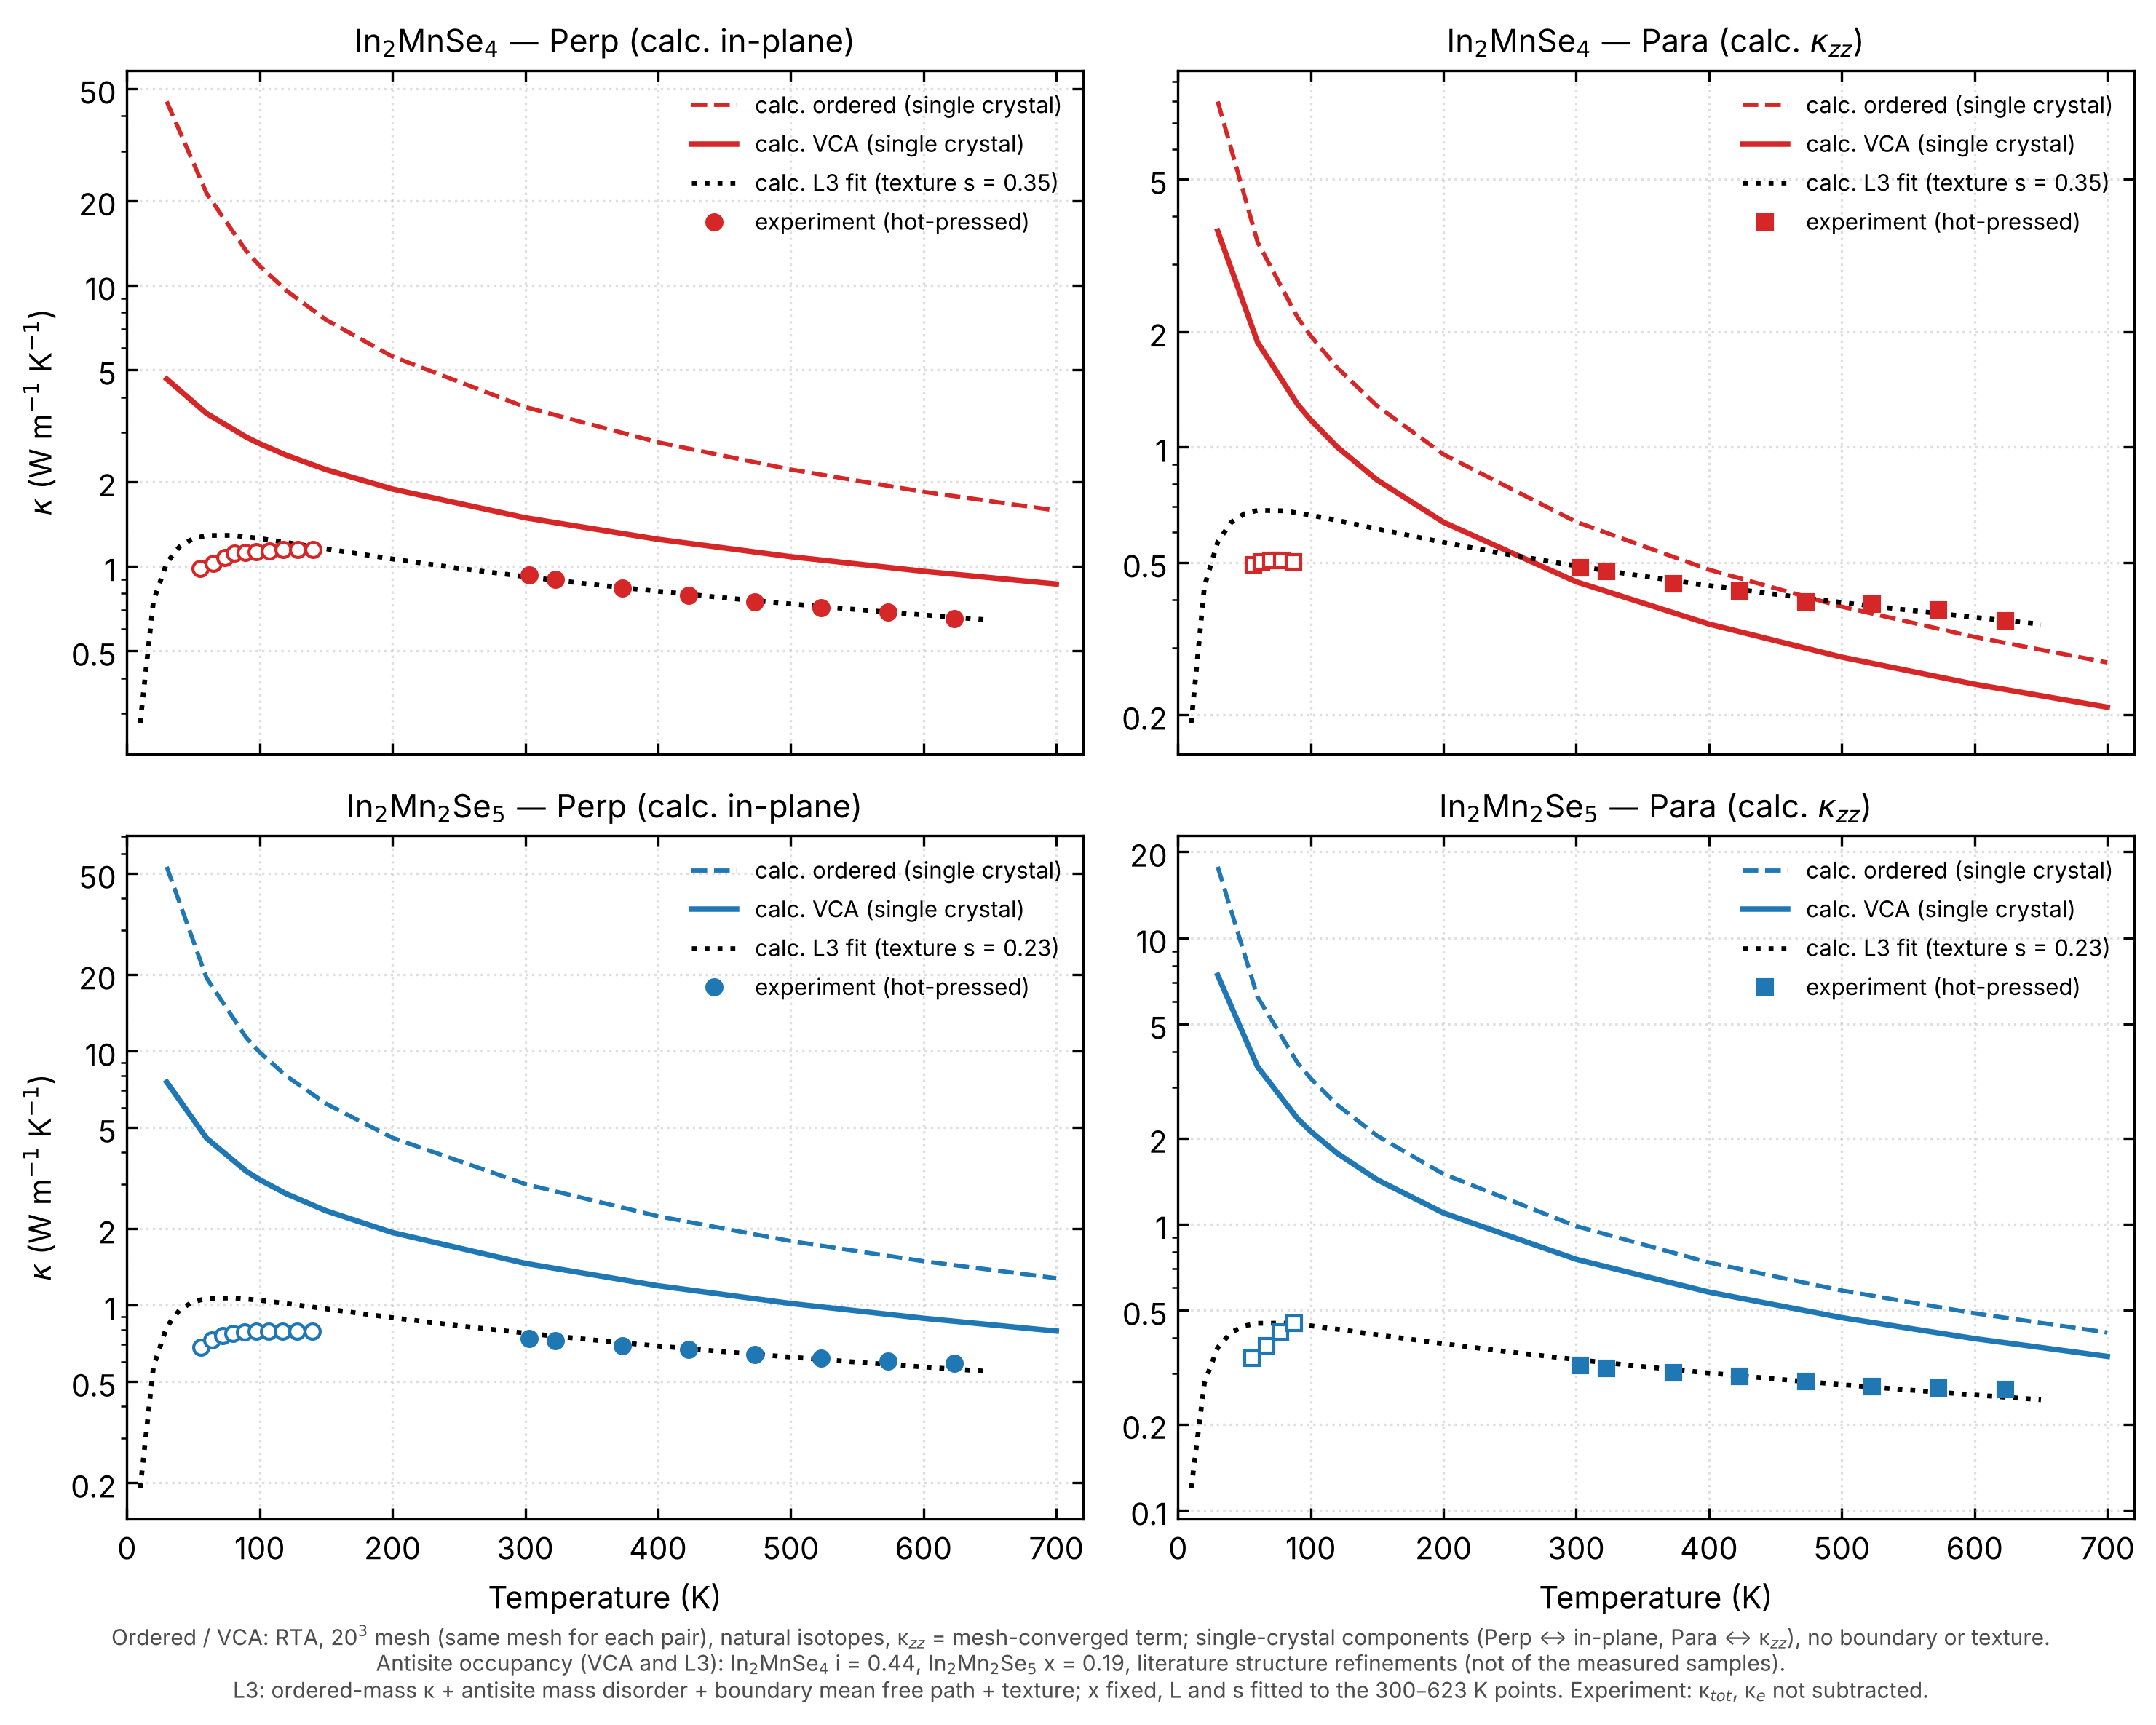 In₂MnSe₄ — Perp (calc. in-plane)
50
20
10
5
2
1
0.5
κ (W m⁻¹ K⁻¹)
calc. ordered (single crystal)
calc. VCA (single crystal)
calc. L3 fit (texture s = 0.35)
experiment (hot-pressed)
In₂MnSe₄ — Para (calc. κzz)
5
2
1
0.5
0.2
calc. ordered (single crystal)
calc. VCA (single crystal)
calc. L3 fit (texture s = 0.35)
experiment (hot-pressed)
In₂Mn₂Se₅ — Perp (calc. in-plane)
50
20
10
5
2
1
0.5
0.2
κ (W m⁻¹ K⁻¹)
calc. ordered (single crystal)
calc. VCA (single crystal)
calc. L3 fit (texture s = 0.23)
experiment (hot-pressed)
0 100 200 300 400 500 600 700
Temperature (K)
In₂Mn₂Se₅ — Para (calc. κzz)
20
10
5
2
1
0.5
0.2
0.1
calc. ordered (single crystal)
calc. VCA (single crystal)
calc. L3 fit (texture s = 0.23)
experiment (hot-pressed)
0 100 200 300 400 500 600 700
Temperature (K)
Ordered / VCA: RTA, 20³ mesh (same mesh for each pair), natural isotopes, κzz = mesh-converged term; single-crystal components (Perp ↔ in-plane, Para ↔ κzz), no boundary or texture.
Antisite occupancy (VCA and L3): In₂MnSe₄ i = 0.44, In₂Mn₂Se₅ x = 0.19, literature structure refinements (not of the measured samples).
L3: ordered-mass κ + antisite mass disorder + boundary mean free path + texture; x fixed, L and s fitted to the 300–623 K points. Experiment: κtot, κe not subtracted.